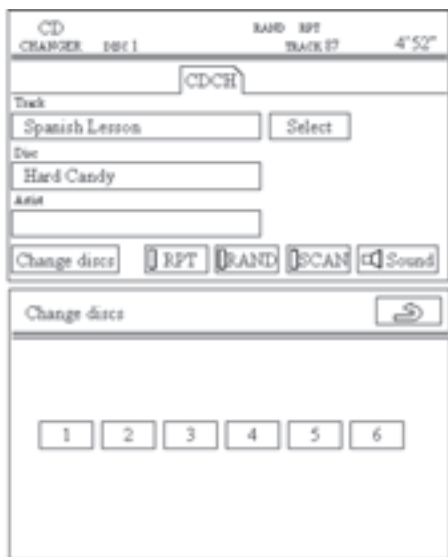 CD RAND RPT
CHANGER DISC 1 TRACK 87 4'52"
CDCH
Track
Spanish Lesson Select
Disc
Hard Candy
Artist
Change discs RPT RAND SCAN Sound
Change discs
1 2 3 4 5 6